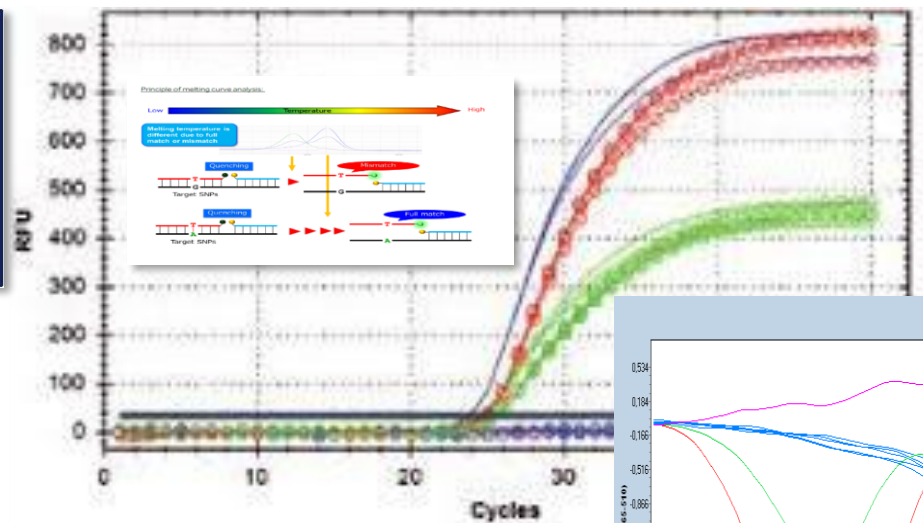 800
700
600
500
400
300
200
100
0
RFU
0
10
20
30
Cycles
Principle of melting curve analysis:
Low
Temperature
High
Melting temperature is
different due to full
match or mismatch
Quenching
Mismatch
T
T
G
G
Target SNPs
Quenching
Full match
T
T
A
A
Target SNPs
0,534
0,184
-0,166
-0,516
-0,866
65-510)